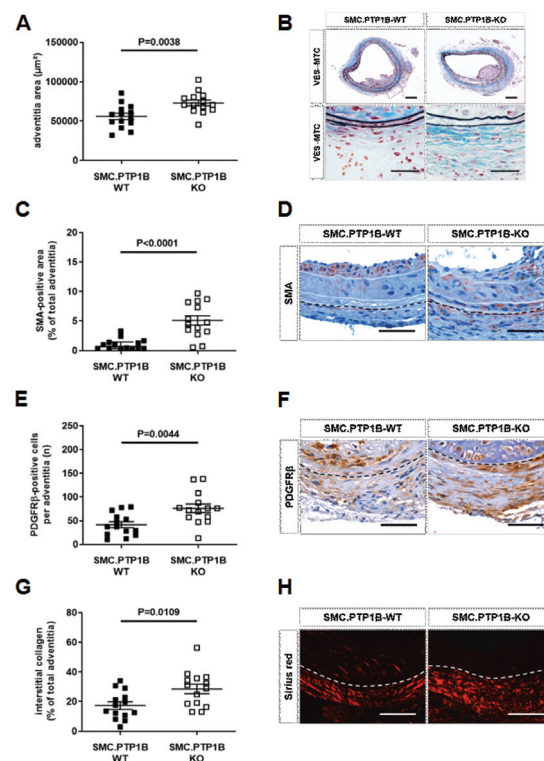 A
adventitia area (µm²)
150000
100000
50000
0
P=0.0038
SMC.PTP1B
WT
SMC.PTP1B
KO
B
SMC.PTP1B-WT
SMC.PTP1B-KO
VES-MTC
VES-MTC
C
SMA-positive area
(% of total adventitia)
20
15
10
5
0
P<0.0001
SMC.PTP1B
WT
SMC.PTP1B
KO
D
SMC.PTP1B-WT
SMC.PTP1B-KO
SMA
E
PDGFRβ-positive cells
per adventitia (n)
250
200
150
100
50
0
P=0.0044
SMC.PTP1B
WT
SMC.PTP1B
KO
F
SMC.PTP1B-WT
SMC.PTP1B-KO
PDGFRβ
G
interstitial collagen
(% of total adventitia)
80
60
40
20
0
P=0.0109
SMC.PTP1B
WT
SMC.PTP1B
KO
H
SMC.PTP1B-WT
SMC.PTP1B-KO
Sirius red